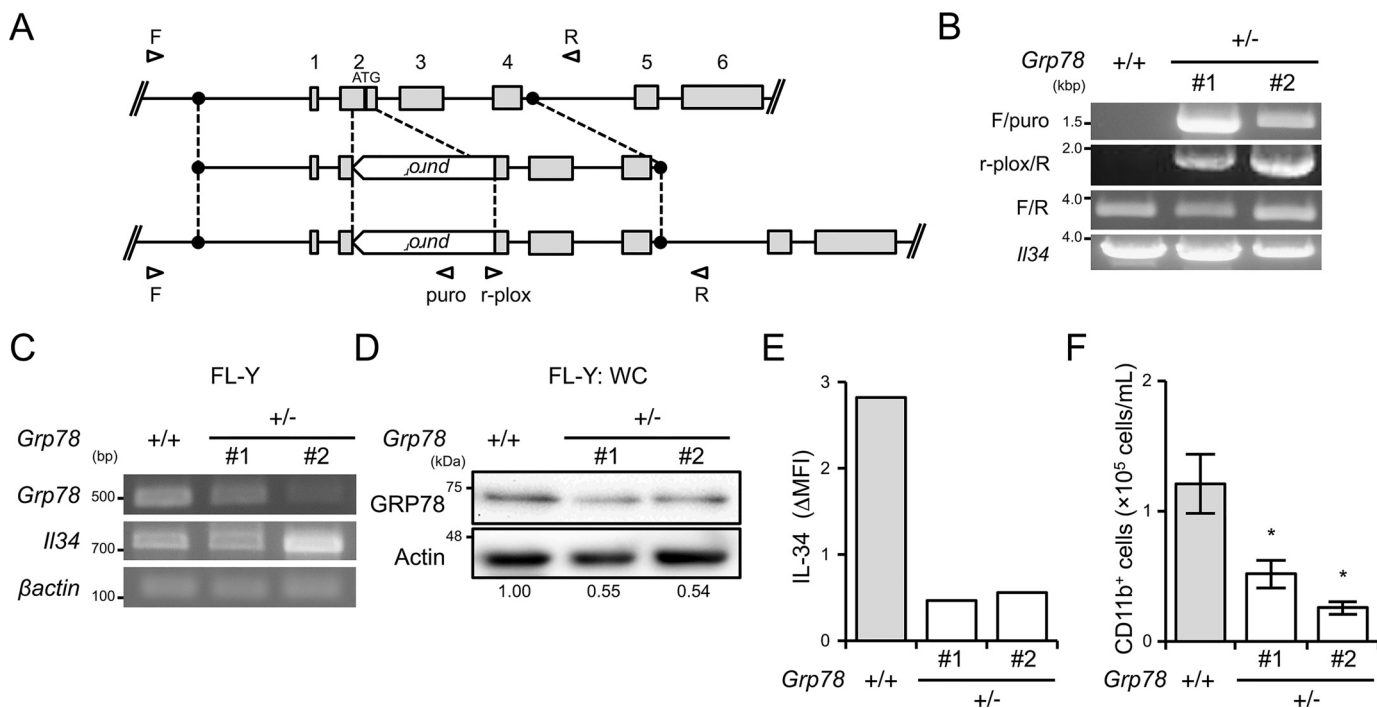 A
F
R
1 2 3 4 5 6
ATG
puroʳ
puroʳ
F
puro
r-plox
R
B
Grp78
+/+
+/-
(kbp)
#1 #2
F/puro
1.5
r-plox/R
2.0
F/R
4.0
Il34
4.0
C
FL-Y
Grp78
+/+
+/-
(bp)
#1 #2
Grp78
500
Il34
700
βactin
100
D
FL-Y: WC
Grp78
+/+
+/-
(kDa)
#1 #2
GRP78
75
Actin
48
1.00 0.55 0.54
E
IL-34 (ΔMFI)
3
2
1
0
Grp78
+/+
#1 #2
+/-
F
CD11b⁺ cells (×10⁵ cells/mL)
2
1
0
*
*
Grp78
+/+
#1 #2
+/-